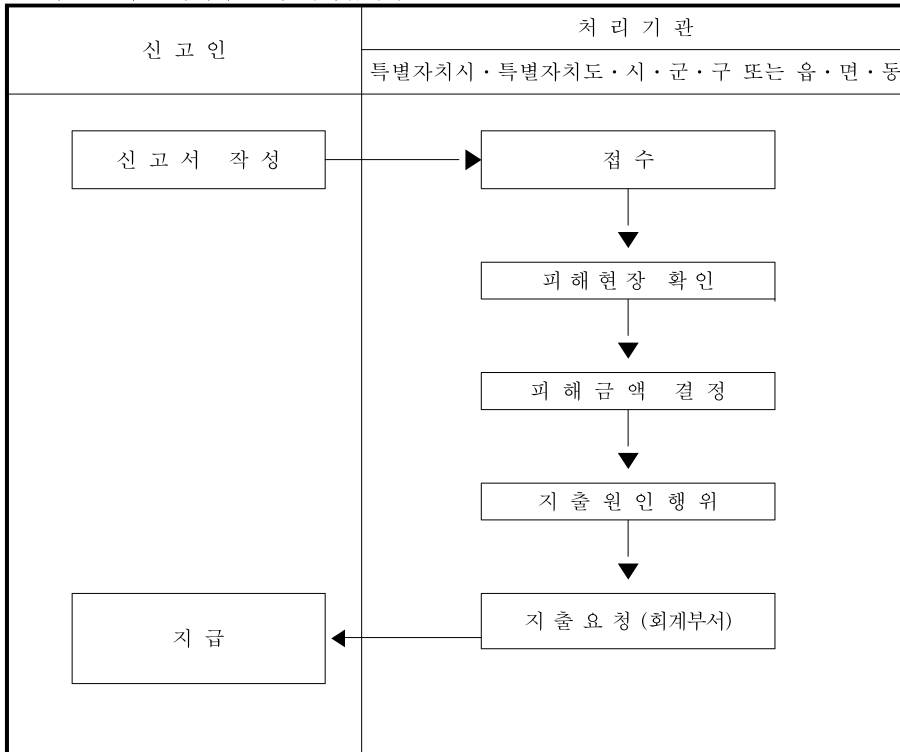 신 고 인
처 리 기 관
특별자치시·특별자치도·시·군·구 또는 읍·면·동
신 고 서 작 성
접 수
피 해 현 장 확 인
피 해 금 액 결 정
지 출 원 인 행 위
지 출 요 청 (회계부서)
지 급